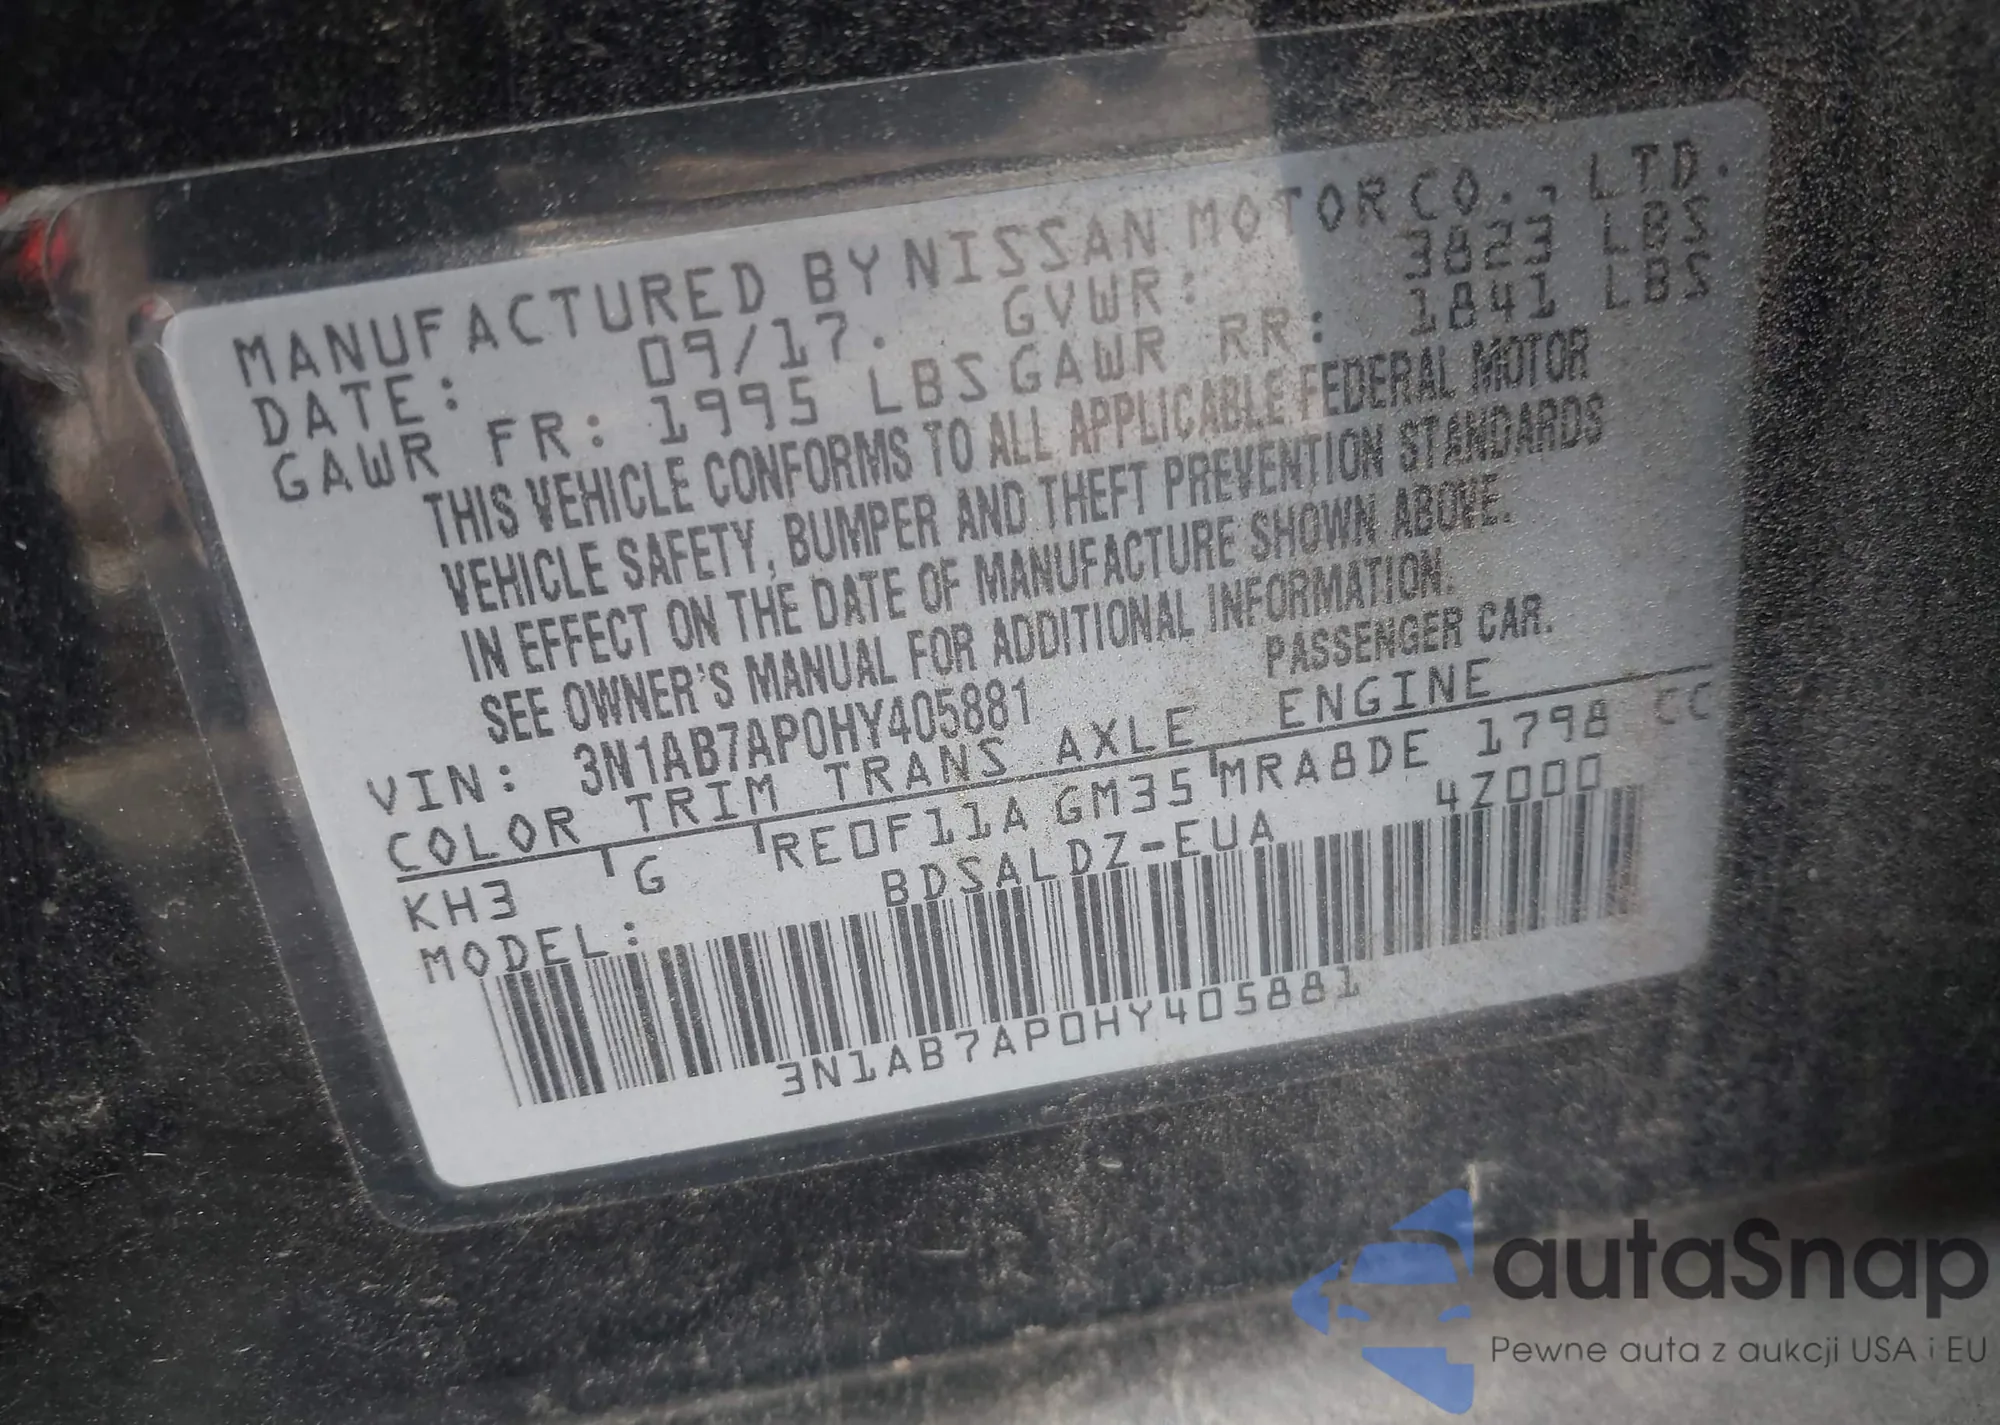 MANUFACTURED BY NISSAN MOTOR CO., LTD.
DATE: 09/17. GVWR: 3823 LBS
GAWR FR: 1995 LBS GAWR RR: 1841 LBS
THIS VEHICLE CONFORMS TO ALL APPLICABLE FEDERAL MOTOR
VEHICLE SAFETY, BUMPER AND THEFT PREVENTION STANDARDS
IN EFFECT ON THE DATE OF MANUFACTURE SHOWN ABOVE.
SEE OWNER'S MANUAL FOR ADDITIONAL INFORMATION.
VIN: 3N1AB7AP0HY405881 PASSENGER CAR.
COLOR TRIM TRANS AXLE ENGINE
KH3 G RE0F11A GM35 MRA8DE 1798 CC
MODEL: BDSALDZ-EUA 4Z000
3N1AB7AP0HY405881
autaSnap
Pewne auta z aukcji USA i EU